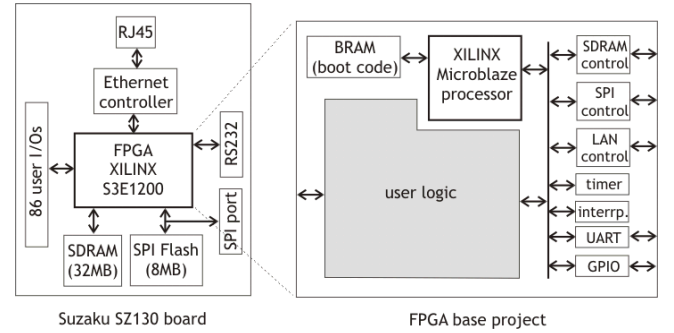 RJ45
Ethernet
controller
86 user I/Os
FPGA
XILINX
S3E1200
RS232
SDRAM
(32MB)
SPI Flash
(8MB)
SPI port
Suzaku SZ130 board
BRAM
(boot code)
XILINX
Microblaze
processor
user logic
SDRAM
control
SPI
control
LAN
control
timer
interrp.
UART
GPIO
FPGA base project